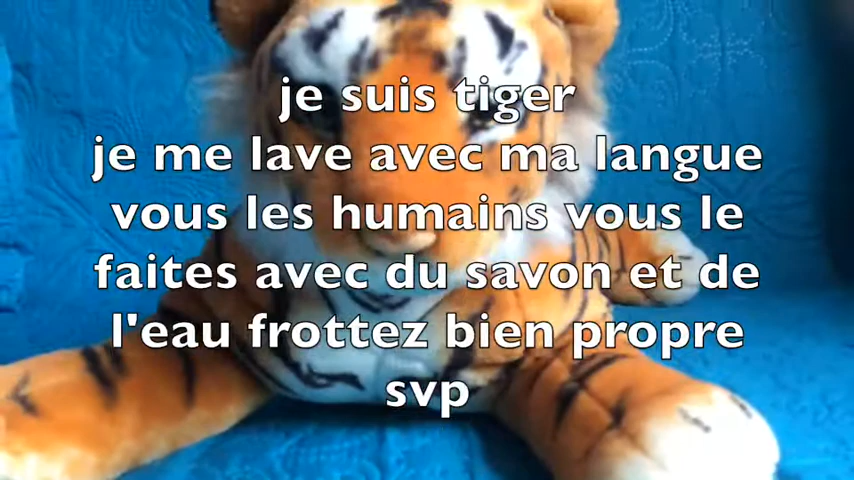 je suis tiger
je me lave avec ma langue
vous les humains vous le
faites avec du savon et de
l'eau frottez bien propre
svp